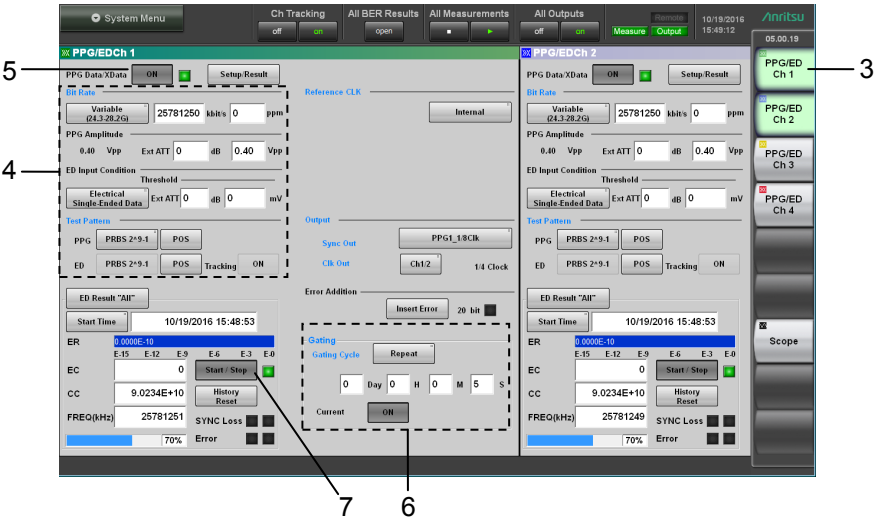 System Menu
Ch Tracking
off on
All BER Results
open
All Measurements
All Outputs
off on
Remote
Measure Output
10/19/2016
15:49:12
Anritsu
05.00.19
PPG/EDCh 1
PPG Data/XData ON Setup/Result
Bit Rate
Variable
(24.3-28.2G)
25781250 kbit/s 0 ppm
PPG Amplitude
0.40 Vpp Ext ATT 0 dB 0.40 Vpp
ED Input Condition
Threshold
Electrical
Single-Ended Data
Ext ATT 0 dB 0 mV
Test Pattern
PPG PRBS 2^9-1 POS
ED PRBS 2^9-1 POS Tracking ON
ED Result "All"
Start Time 10/19/2016 15:48:53
ER 0.0000E-10
E-15 E-12 E-9 E-6 E-3 E-0
EC 0 Start / Stop
CC 9.0234E+10 History
Reset
FREQ(kHz) 25781251 SYNC Loss
70% Error
Reference CLK
Internal
Output
Sync Out PPG1_1/8Clk
Clk Out Ch1/2 1/4 Clock
Error Addition
Insert Error 20 bit
Gating
Gating Cycle Repeat
0 Day 0 H 0 M 5 S
Current ON
PPG/EDCh 2
PPG Data/XData ON Setup/Result
Bit Rate
Variable
(24.3-28.2G)
25781250 kbit/s 0 ppm
PPG Amplitude
0.40 Vpp Ext ATT 0 dB 0.40 Vpp
ED Input Condition
Threshold
Electrical
Single-Ended Data
Ext ATT 0 dB 0 mV
Test Pattern
PPG PRBS 2^9-1 POS
ED PRBS 2^9-1 POS Tracking ON
ED Result "All"
Start Time 10/19/2016 15:48:53
ER 0.0000E-10
E-15 E-12 E-9 E-6 E-3 E-0
EC 0 Start / Stop
CC 9.0234E+10 History
Reset
FREQ(kHz) 25781249 SYNC Loss
70% Error
PPG/ED
Ch 1
PPG/ED
Ch 2
PPG/ED
Ch 3
PPG/ED
Ch 4
Scope
5
4
3
7
6